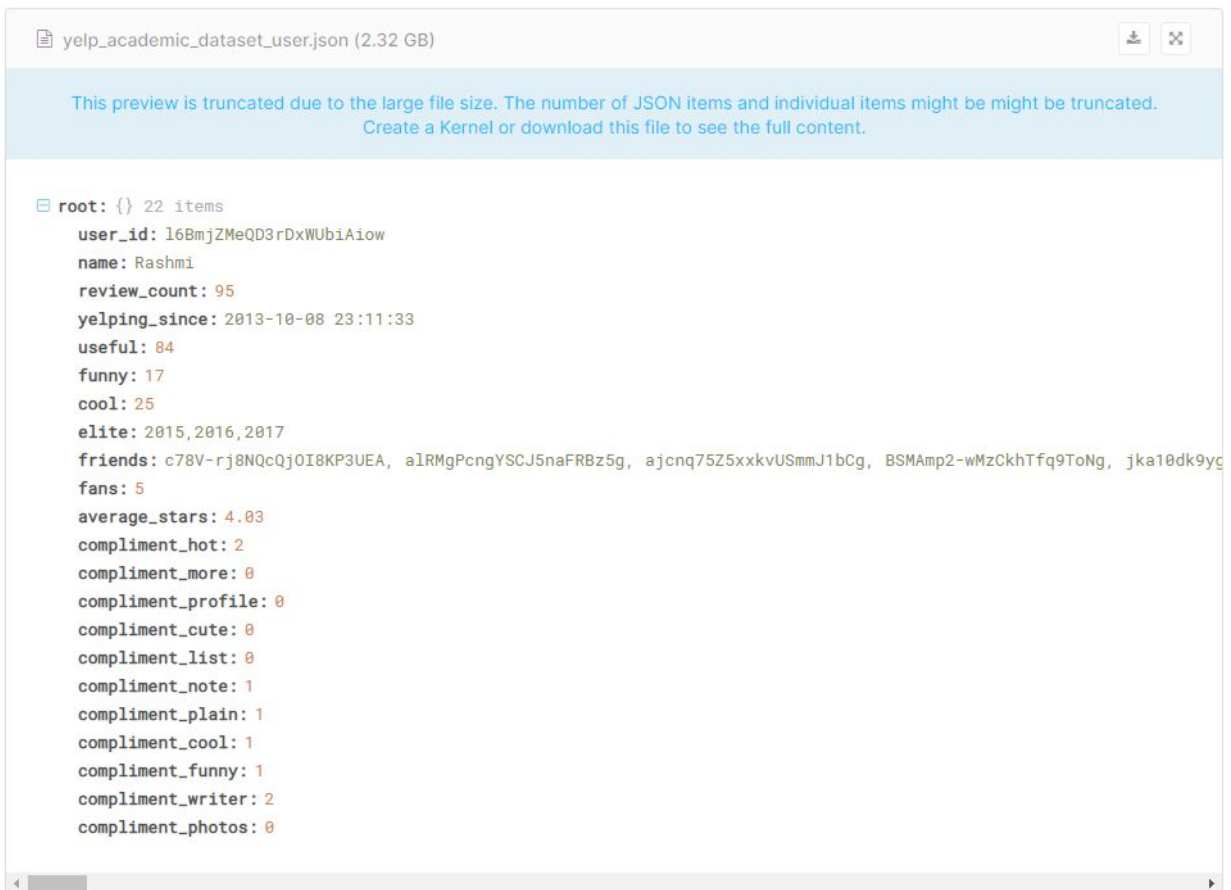 yelp_academic_dataset_user.json (2.32 GB)
This preview is truncated due to the large file size. The number of JSON items and individual items might be might be truncated.
Create a Kernel or download this file to see the full content.
root: {} 22 items
user_id: l6BmjZMeQD3rDxWUbiAiow
name: Rashmi
review_count: 95
yelping_since: 2013-10-08 23:11:33
useful: 84
funny: 17
cool: 25
elite: 2015,2016,2017
friends: c78V-rj8NQcQjOI8KP3UEA, alRMgPcngYSCJ5naFRBz5g, ajcnq75Z5xxkvUSmmJ1bCg, BSMAmp2-wMzCkhTfq9ToNg, jka10dk9yg
fans: 5
average_stars: 4.03
compliment_hot: 2
compliment_more: 0
compliment_profile: 0
compliment_cute: 0
compliment_list: 0
compliment_note: 1
compliment_plain: 1
compliment_cool: 1
compliment_funny: 1
compliment_writer: 2
compliment_photos: 0